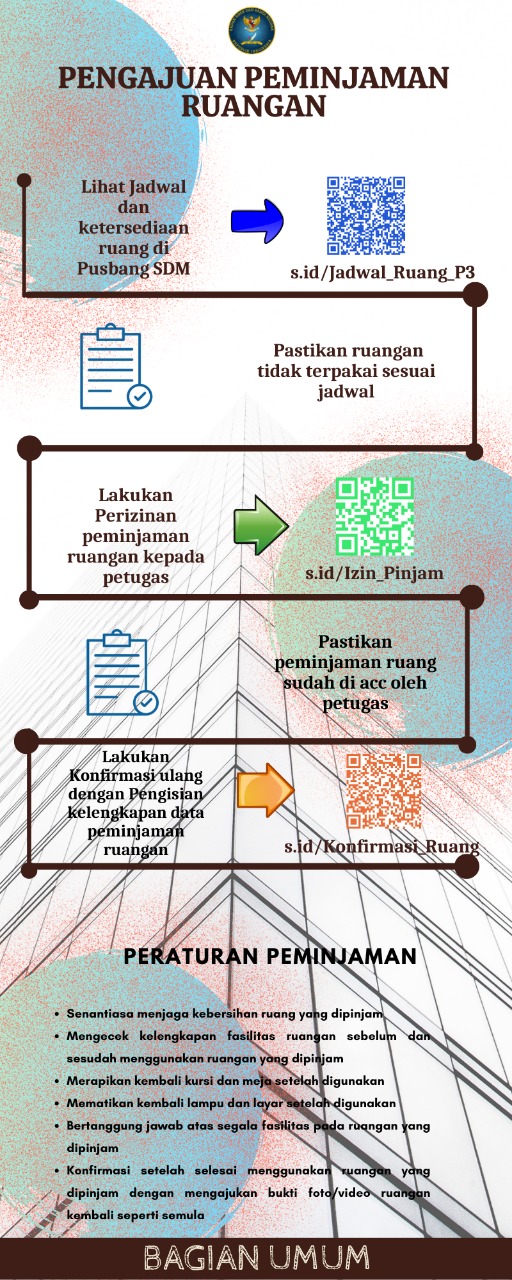 PENGAJUAN PEMINJAMAN
RUANGAN
Lihat Jadwal
dan
ketersediaan
ruang di
Pusbang SDM
s.id/Jadwal_Ruang_P3
Pastikan ruangan
tidak terpakai sesuai
jadwal
Lakukan
Perizinan
peminjaman
ruangan kepada
petugas
s.id/Izin_Pinjam
Pastikan
peminjaman ruang
sudah di acc oleh
petugas
Lakukan
Konfirmasi ulang
dengan Pengisian
kelengkapan data
peminjaman
ruangan
s.id/Konfirmasi_Ruang
PERATURAN PEMINJAMAN
• Senantiasa menjaga kebersihan ruang yang dipinjam
• Mengecek kelengkapan fasilitas ruangan sebelum dan
sesudah menggunakan ruangan yang dipinjam
• Merapikan kembali kursi dan meja setelah digunakan
• Mematikan kembali lampu dan layar setelah digunakan
• Bertanggung jawab atas segala fasilitas pada ruangan yang
dipinjam
• Konfirmasi setelah selesai menggunakan ruangan yang
dipinjam dengan mengajukan bukti foto/video ruangan
kembali seperti semula
BAGIAN UMUM